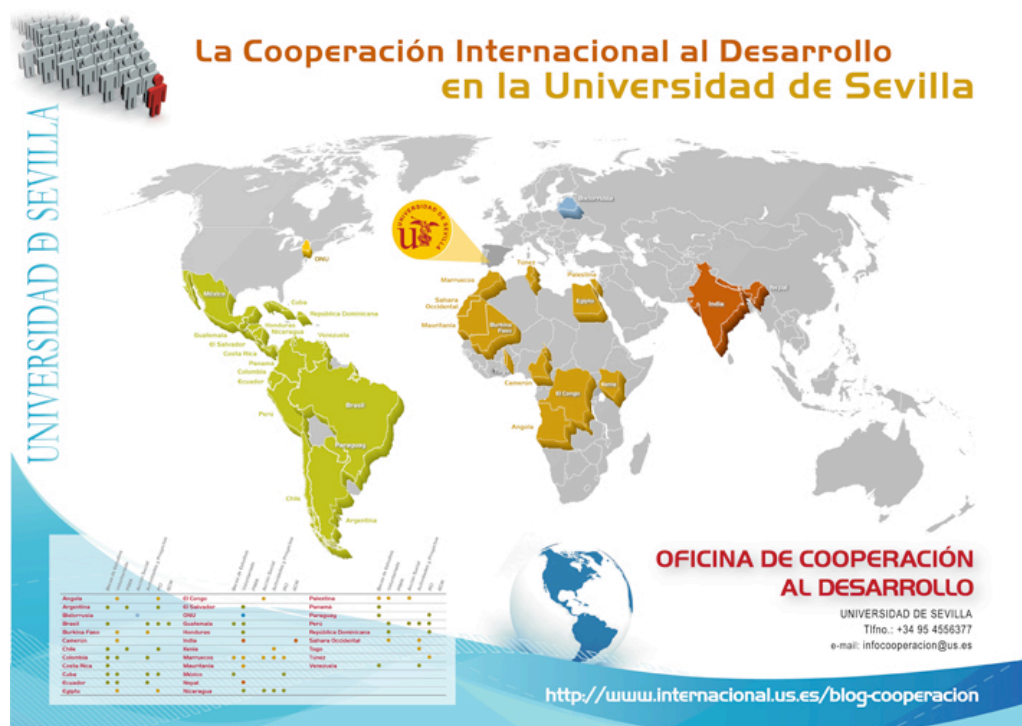 La Cooperación Internacional al Desarrollo
en la Universidad de Sevilla
UNIVERSIDAD Ð SEVILLA
UNIVERSIDAD DE SEVILLA
Bielorrusia
ONU
México
Cuba
República Dominicana
Honduras
Nicaragua
Venezuela
Guatemala
El Salvador
Costa Rica
Panamá
Colombia
Ecuador
Perú
Brasil
Paraguay
Chile
Argentina
Túnez
Marruecos
Palestina
Sahara
Occidental
Egipto
Mauritania
Burkina
Faso
Camerún
El Congo
Kenia
Angola
India
Nepal
Angola El Congo Palestina
Argentina El Salvador Panamá
Bielorrusia ONU Paraguay
Brasil Guatemala Perú
Burkina Faso Honduras República Dominicana
Camerún India Sahara Occidental
Chile Kenia Togo
Colombia Marruecos Túnez
Costa Rica Mauritania Venezuela
Cuba México
Ecuador Nepal
Egipto Nicaragua
OFICINA DE COOPERACIÓN
AL DESARROLLO
UNIVERSIDAD DE SEVILLA
Tlfno.: +34 95 4556377
e-mail: infocooperacion@us.es
http://www.internacional.us.es/blog-cooperacion